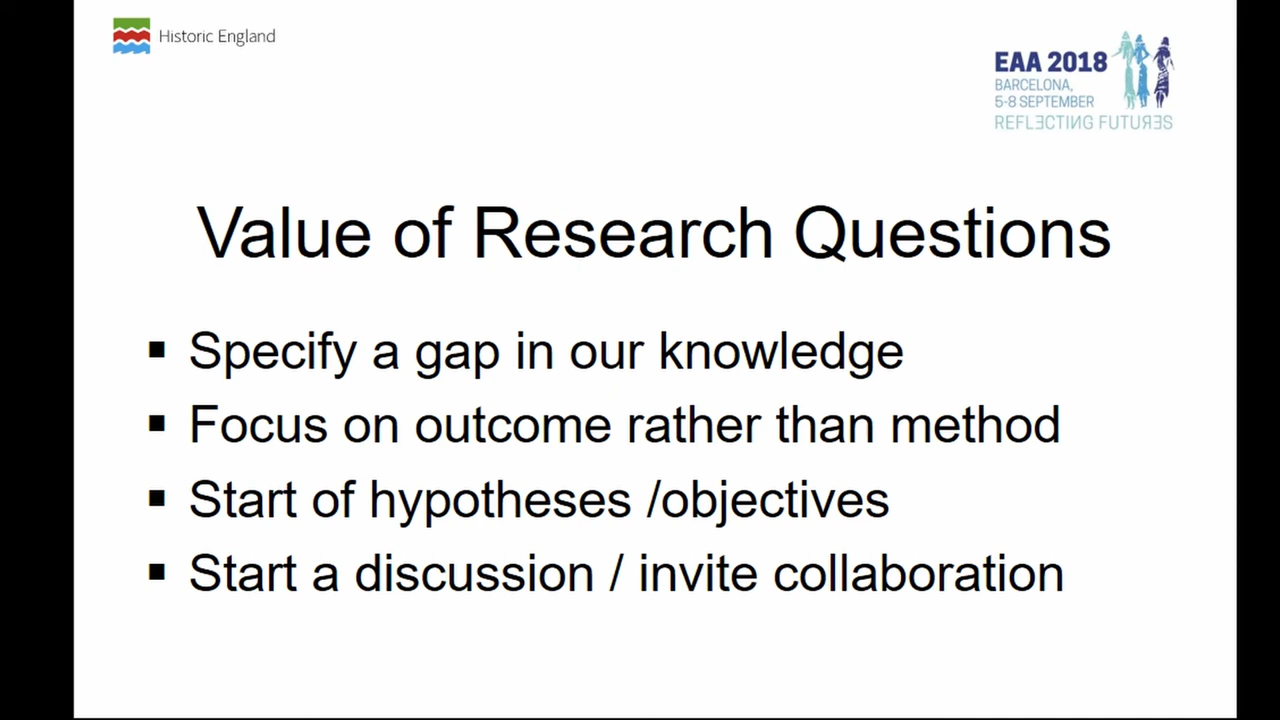 Historic England
EAA 2018
BARCELONA,
5-8 SEPTEMBER
REFLECTING FUTURES
Value of Research Questions
▪ Specify a gap in our knowledge
▪ Focus on outcome rather than method
▪ Start of hypotheses /objectives
▪ Start a discussion / invite collaboration